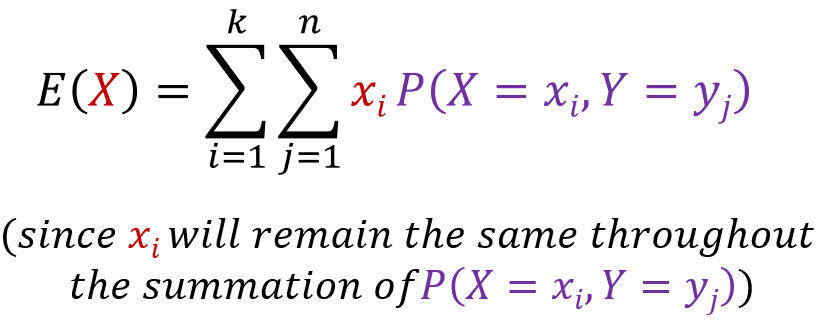 E(X) = ∑_{i=1}^{k} ∑_{j=1}^{n} x_i P(X = x_i, Y = y_j)
(since x_i will remain the same throughout
the summation of P(X = x_i, Y = y_j))